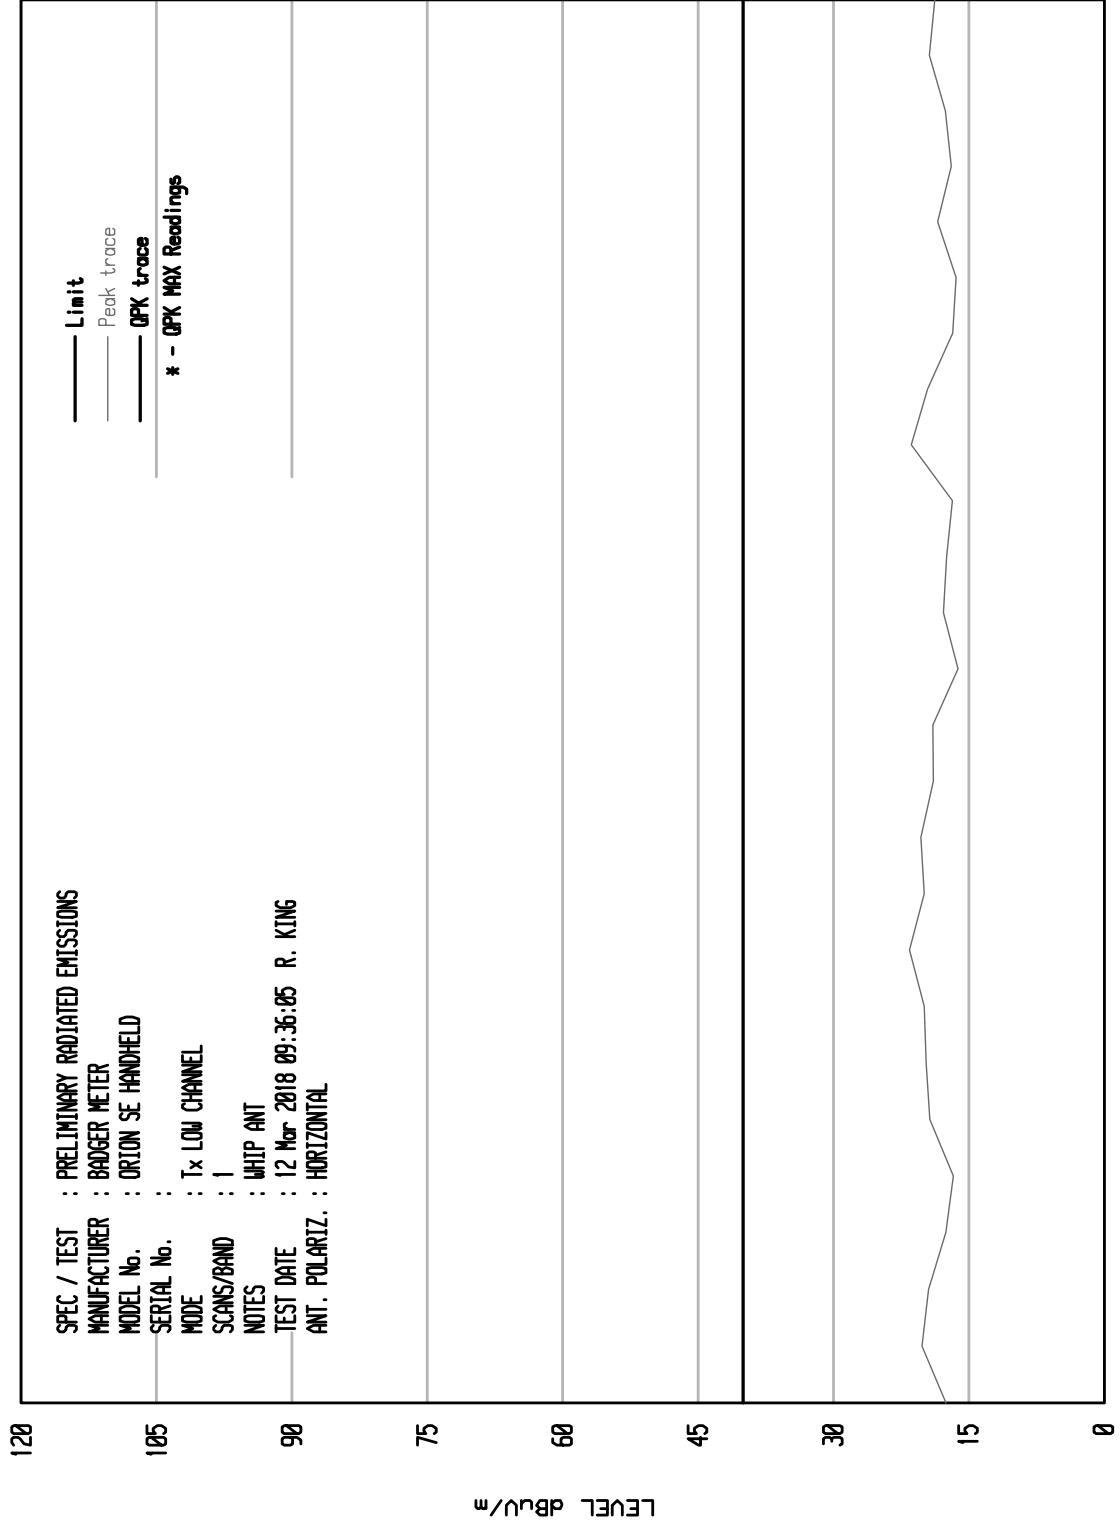 SPEC / TEST : PRELIMINARY RADIATED EMISSIONS
MANUFACTURER : BADGER METER
MODEL No. : ORION SE HANDHELD
SERIAL No. :
MODE : Tx LOW CHANNEL
SCANS/BAND : 1
NOTES : WHIP ANT
TEST DATE : 12 Mar 2018 09:36:05 R. KING
ANT. POLARIZ. : HORIZONTAL
Limit
Peak trace
QPK trace
* - QPK MAX Readings
120
105
90
75
60
45
30
15
0
LEVEL dBuV/m